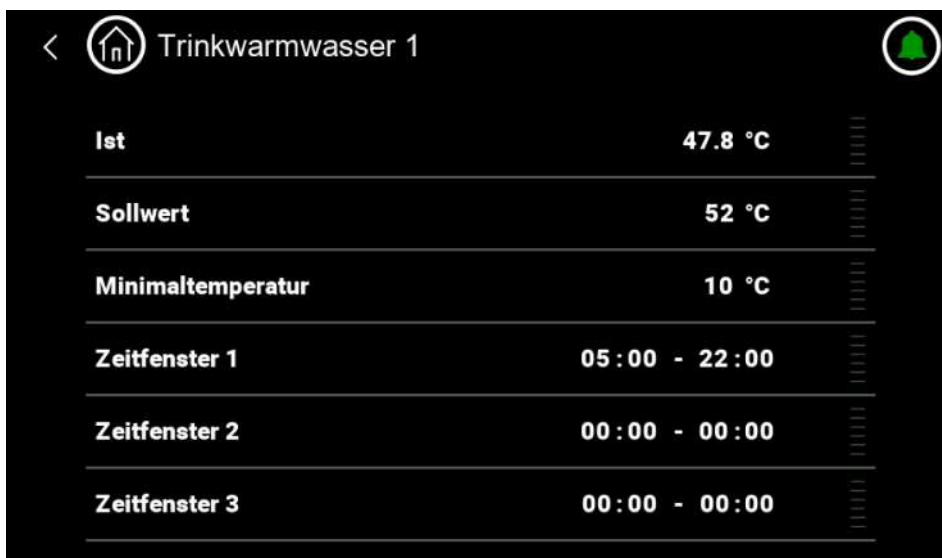 Trinkwarmwasser 1
Ist 47.8 °C
Sollwert 52 °C
Minimaltemperatur 10 °C
Zeitfenster 1 05:00 - 22:00
Zeitfenster 2 00:00 - 00:00
Zeitfenster 3 00:00 - 00:00